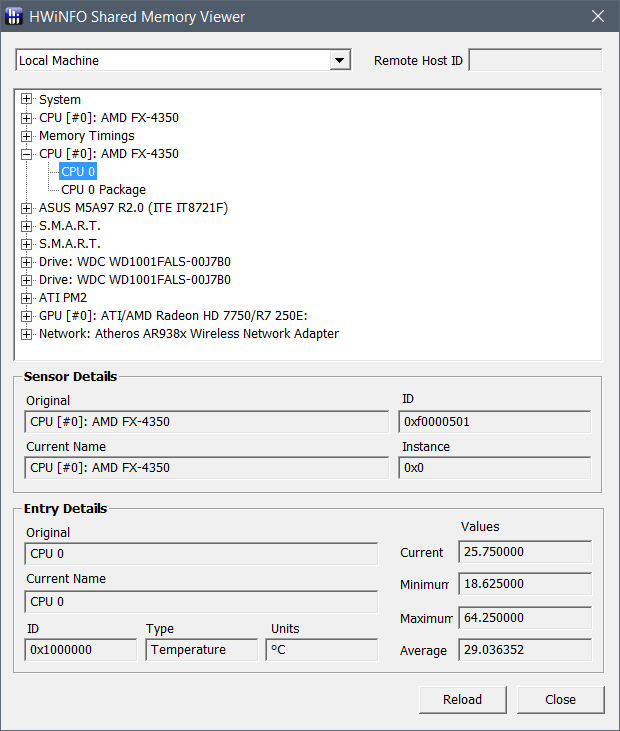 HWiNFO Shared Memory Viewer
Local Machine Remote Host ID
System
CPU [#0]: AMD FX-4350
Memory Timings
CPU [#0]: AMD FX-4350
CPU 0
CPU 0 Package
ASUS M5A97 R2.0 (ITE IT8721F)
S.M.A.R.T.
S.M.A.R.T.
Drive: WDC WD1001FALS-00J7B0
Drive: WDC WD1001FALS-00J7B0
ATI PM2
GPU [#0]: ATI/AMD Radeon HD 7750/R7 250E:
Network: Atheros AR938x Wireless Network Adapter
Sensor Details
Original ID
CPU [#0]: AMD FX-4350 0xf0000501
Current Name Instance
CPU [#0]: AMD FX-4350 0x0
Entry Details
Original
CPU 0
Current Name
CPU 0
ID Type Units
0x1000000 Temperature °C
Values
Current 25.750000
Minimum 18.625000
Maximum 64.250000
Average 29.036352
Reload Close